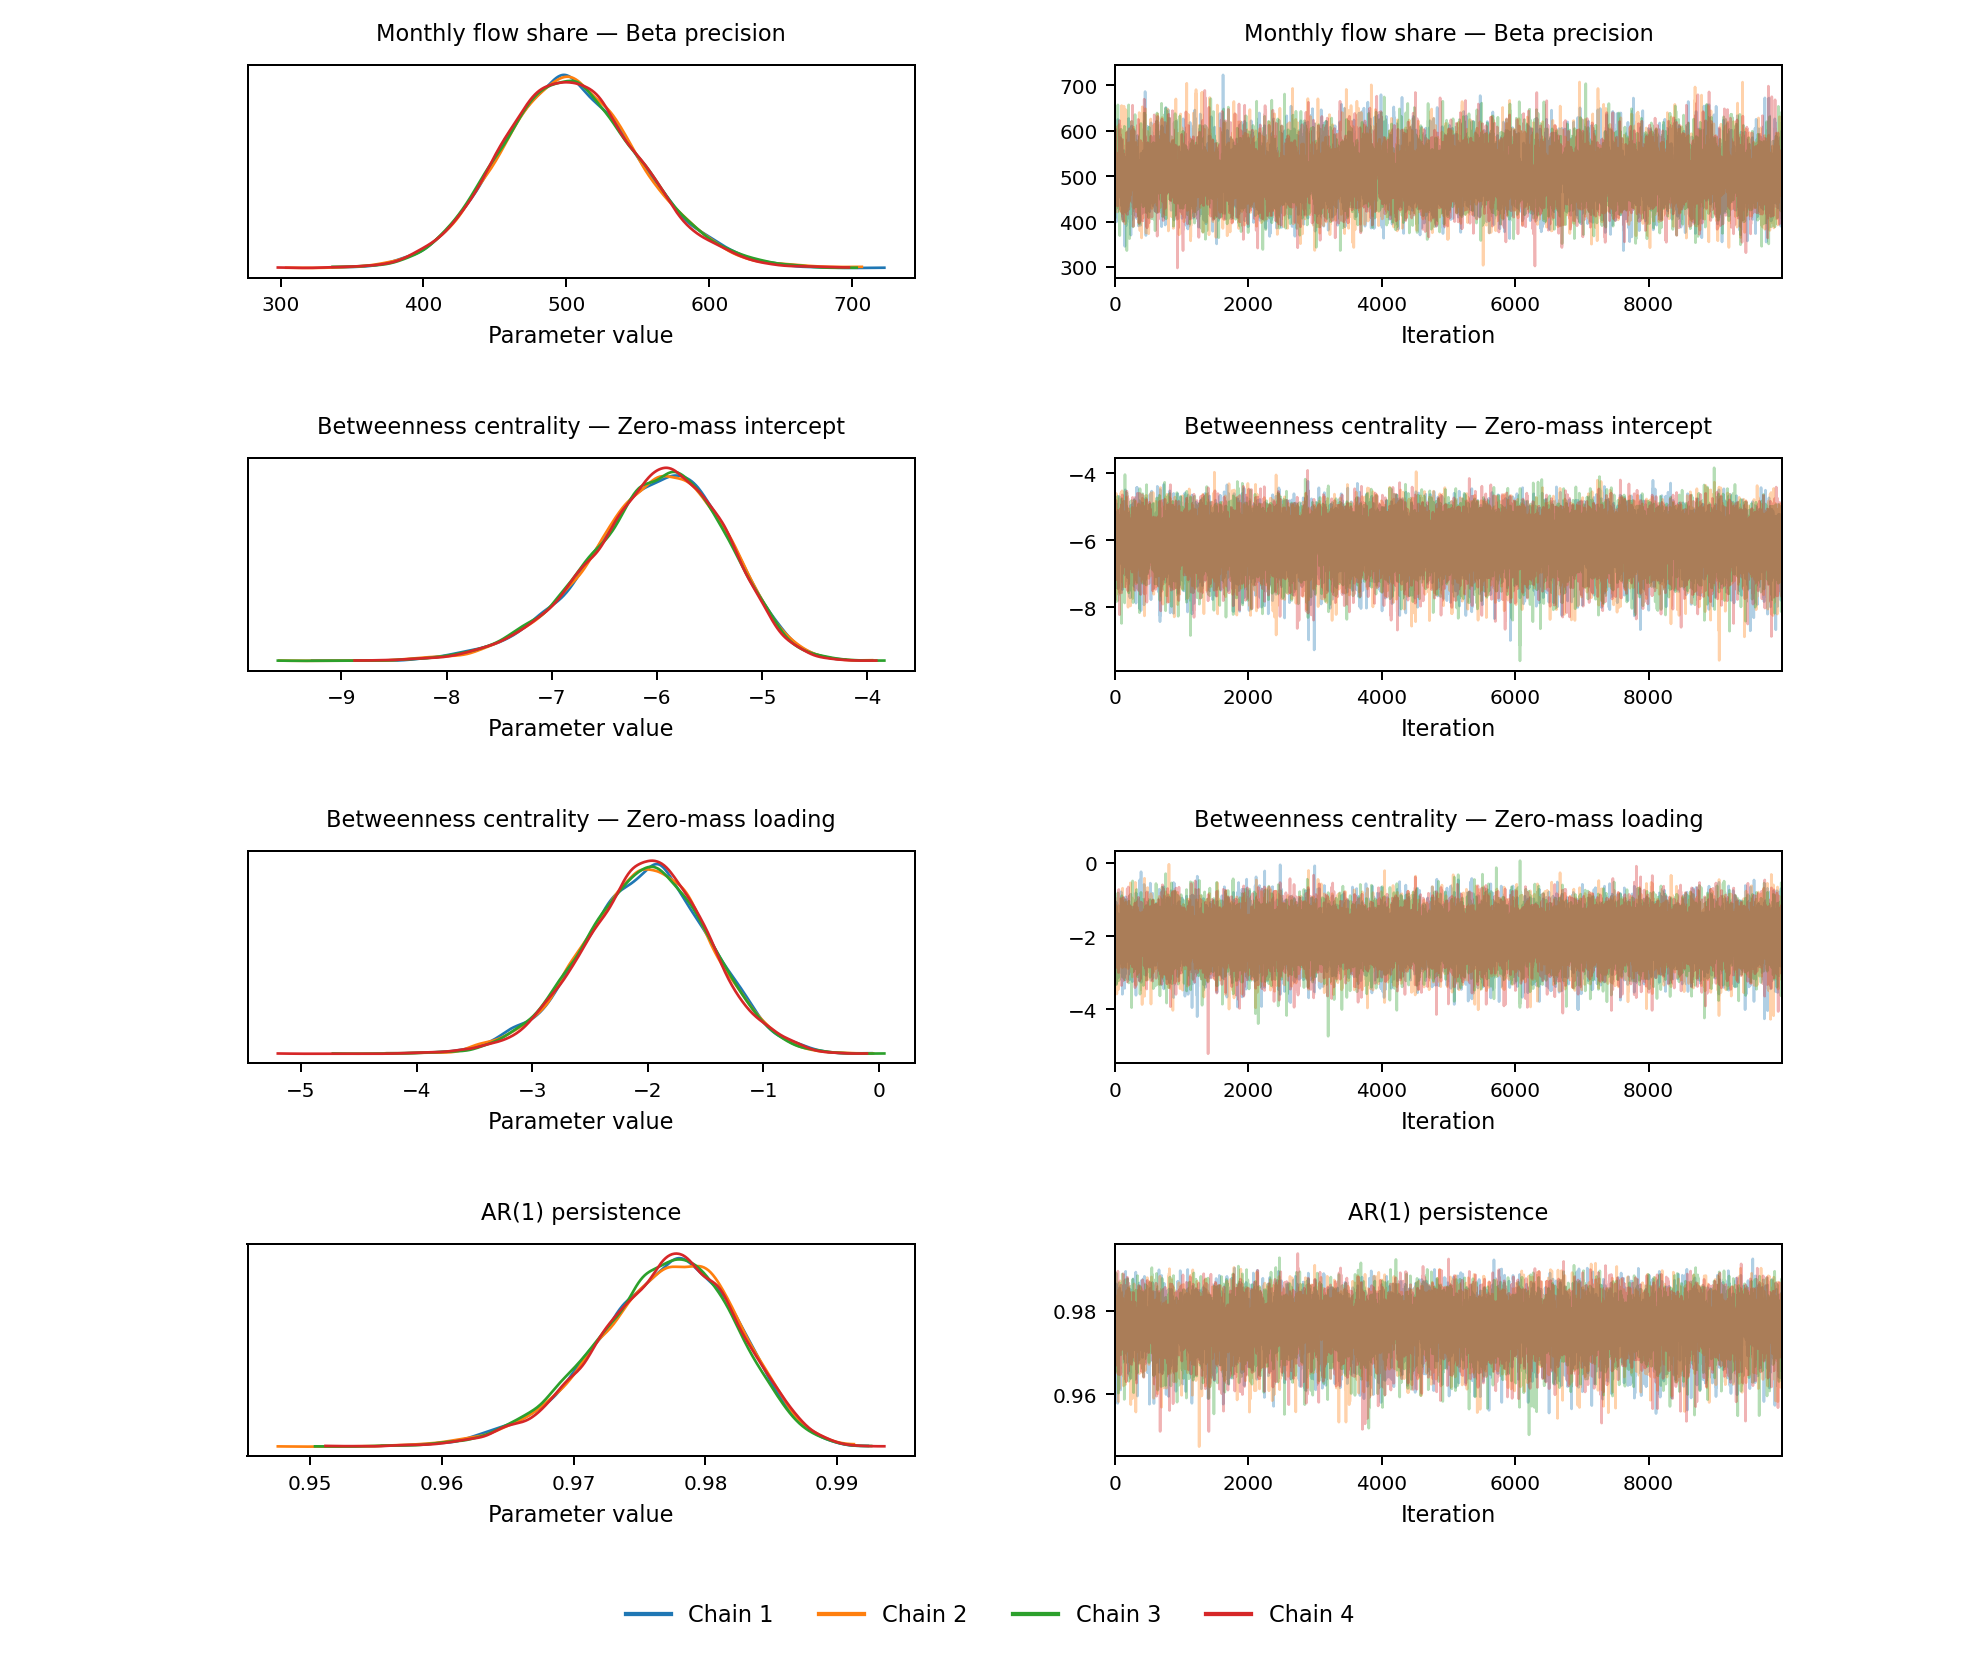 Monthly flow share — Beta precision
300 400 500 600 700
Parameter value
Monthly flow share — Beta precision
700
600
500
400
300
0 2000 4000 6000 8000
Iteration
Betweenness centrality — Zero-mass intercept
−9 −8 −7 −6 −5 −4
Parameter value
Betweenness centrality — Zero-mass intercept
−4
−6
−8
0 2000 4000 6000 8000
Iteration
Betweenness centrality — Zero-mass loading
−5 −4 −3 −2 −1 0
Parameter value
Betweenness centrality — Zero-mass loading
0
−2
−4
0 2000 4000 6000 8000
Iteration
AR(1) persistence
0.95 0.96 0.97 0.98 0.99
Parameter value
AR(1) persistence
0.98
0.96
0 2000 4000 6000 8000
Iteration
Chain 1 Chain 2 Chain 3 Chain 4